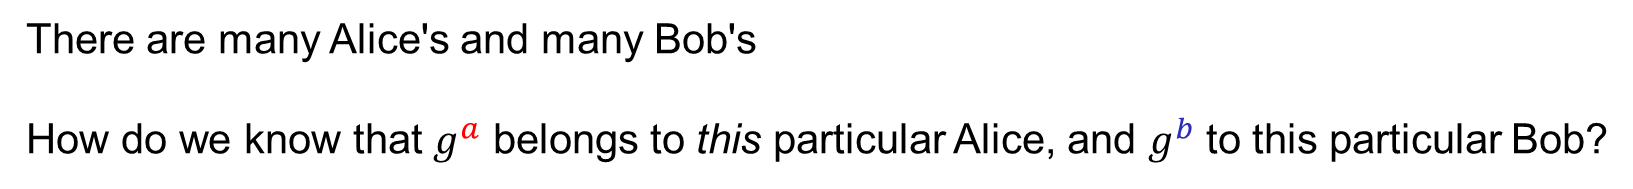 There are many Alice's and many Bob's
How do we know that g^a belongs to this particular Alice, and g^b to this particular Bob?